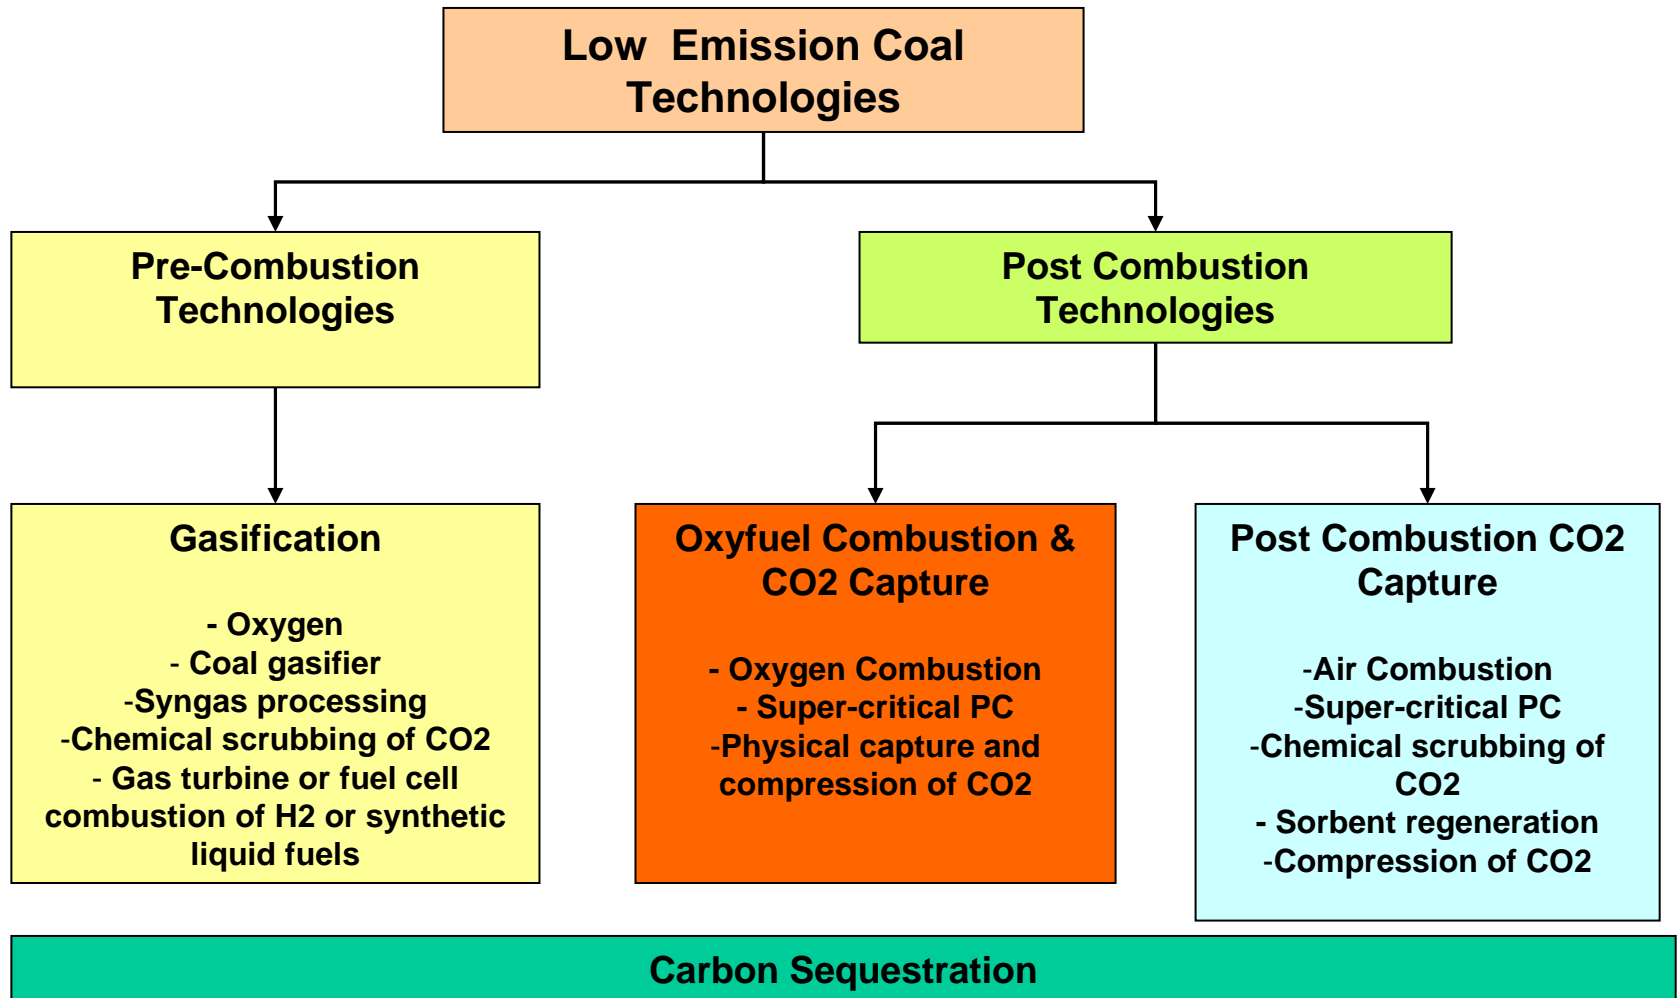 Low Emission Coal
Technologies
Pre-Combustion
Technologies
Post Combustion
Technologies
Gasification
- Oxygen
- Coal gasifier
-Syngas processing
-Chemical scrubbing of CO2
- Gas turbine or fuel cell
combustion of H2 or synthetic
liquid fuels
Oxyfuel Combustion &
CO2 Capture
- Oxygen Combustion
- Super-critical PC
-Physical capture and
compression of CO2
Post Combustion CO2
Capture
-Air Combustion
-Super-critical PC
-Chemical scrubbing of
CO2
- Sorbent regeneration
-Compression of CO2
Carbon Sequestration